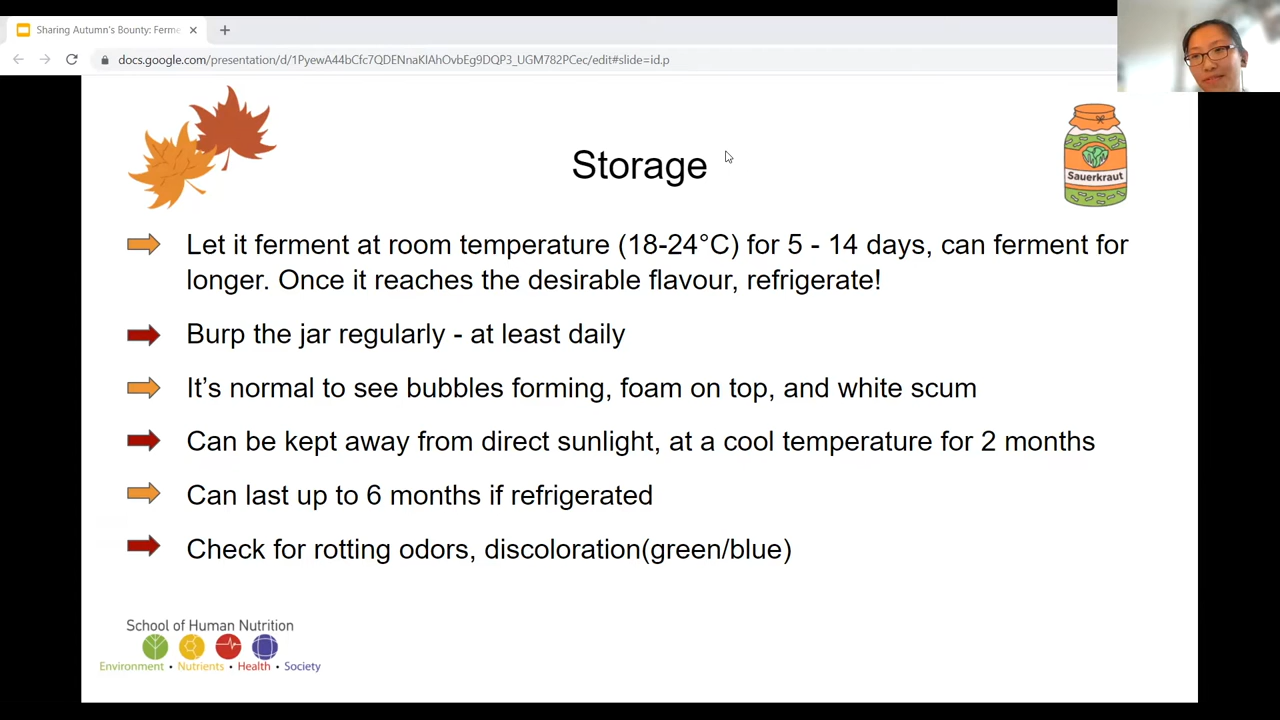 Sharing Autumn's Bounty: Ferme
docs.google.com/presentation/d/1PyewA44bCfc7QDENnaKlAhOvbEg9DQP3_UGM782PCec/edit#slide=id.p
Storage
Sauerkraut
Let it ferment at room temperature (18-24°C) for 5 - 14 days, can ferment for
longer. Once it reaches the desirable flavour, refrigerate!
Burp the jar regularly - at least daily
It's normal to see bubbles forming, foam on top, and white scum
Can be kept away from direct sunlight, at a cool temperature for 2 months
Can last up to 6 months if refrigerated
Check for rotting odors, discoloration(green/blue)
School of Human Nutrition
Environment • Nutrients • Health • Society